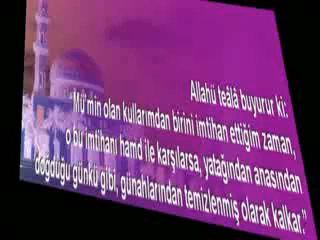 Allahü teâlâ buyurur ki:
Mü'min olan kullarımdan birini imtihan ettiğim zaman,
o bu imtihanı hamd ile karşılarsa, yatağından anasından
doğduğu günkü gibi, günahlarından temizlenmiş olarak kalkar."